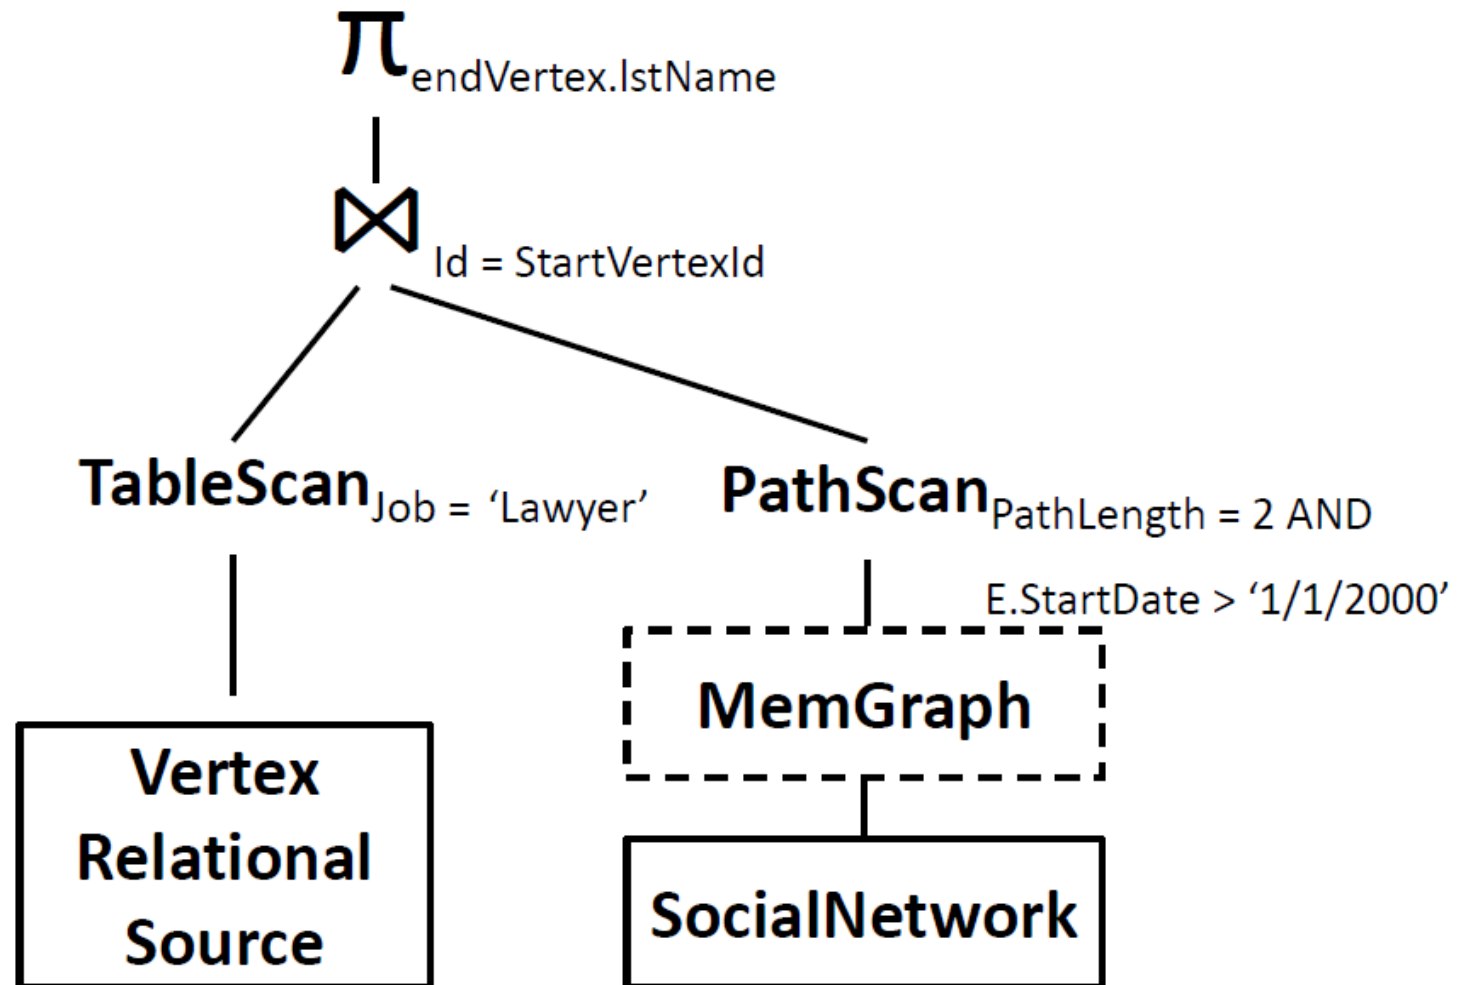 π endVertex.lstName
⋈ Id = StartVertexId
TableScan Job = ‘Lawyer’
PathScan PathLength = 2 AND
E.StartDate > ‘1/1/2000’
MemGraph
Vertex
Relational
Source
SocialNetwork